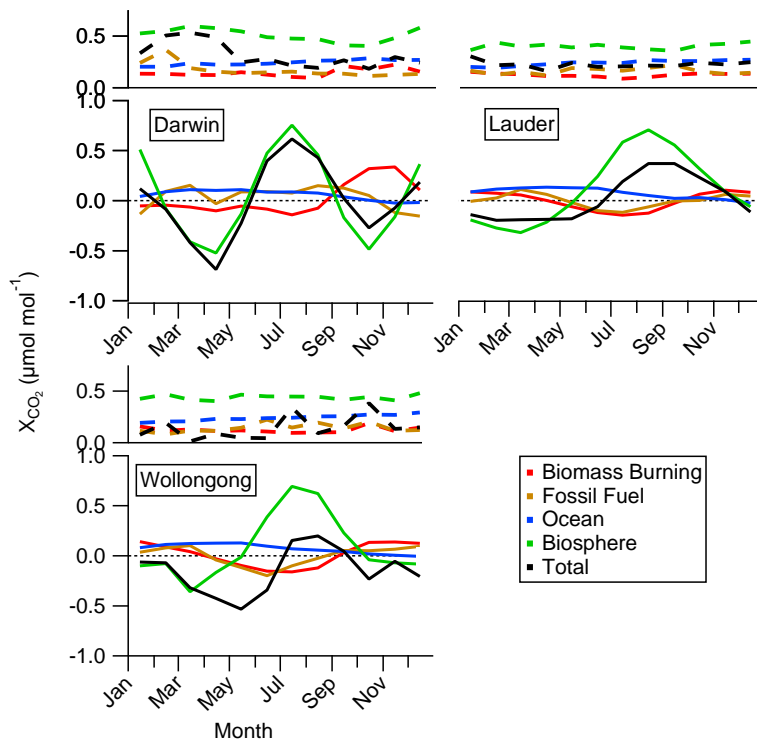 0.5
0.0
1.0
0.5
0.0
-0.5
-1.0
Darwin
Lauder
Jan
Mar
May
Jul
Sep
Nov
Jan
Mar
May
Jul
Sep
Nov
X_CO₂ (µmol mol⁻¹)
0.5
0.0
1.0
0.5
0.0
-0.5
-1.0
Wollongong
Jan
Mar
May
Jul
Sep
Nov
Month
Biomass Burning
Fossil Fuel
Ocean
Biosphere
Total